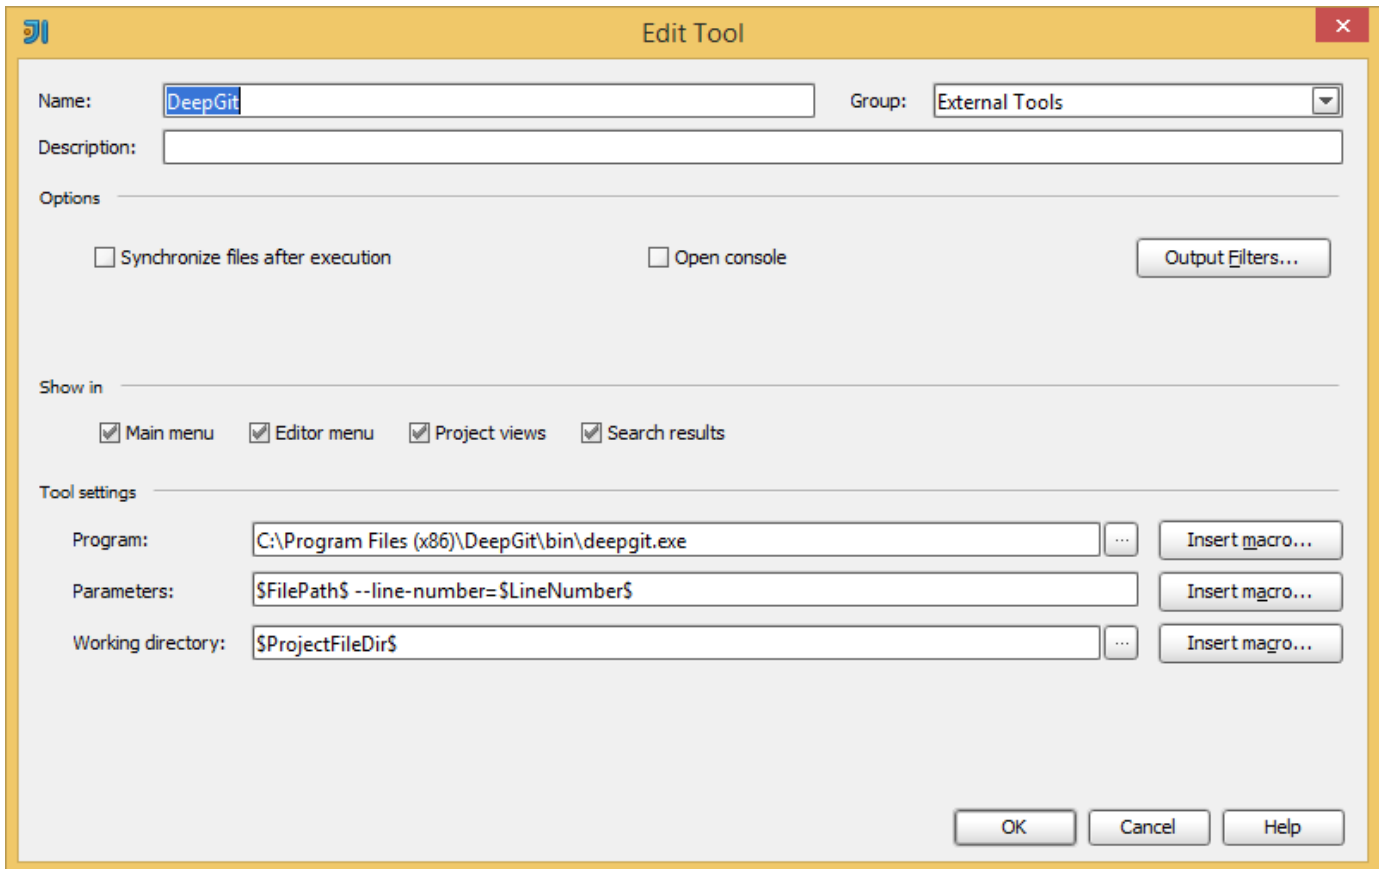 Edit Tool
Name: DeepGit Group: External Tools
Description:
Options
Synchronize files after execution Open console Output Filters...
Show in
Main menu Editor menu Project views Search results
Tool settings
Program: C:\Program Files (x86)\DeepGit\bin\deepgit.exe ... Insert macro...
Parameters: $FilePath$ --line-number=$LineNumber$ Insert macro...
Working directory: $ProjectFileDir$ ... Insert macro...
OK Cancel Help